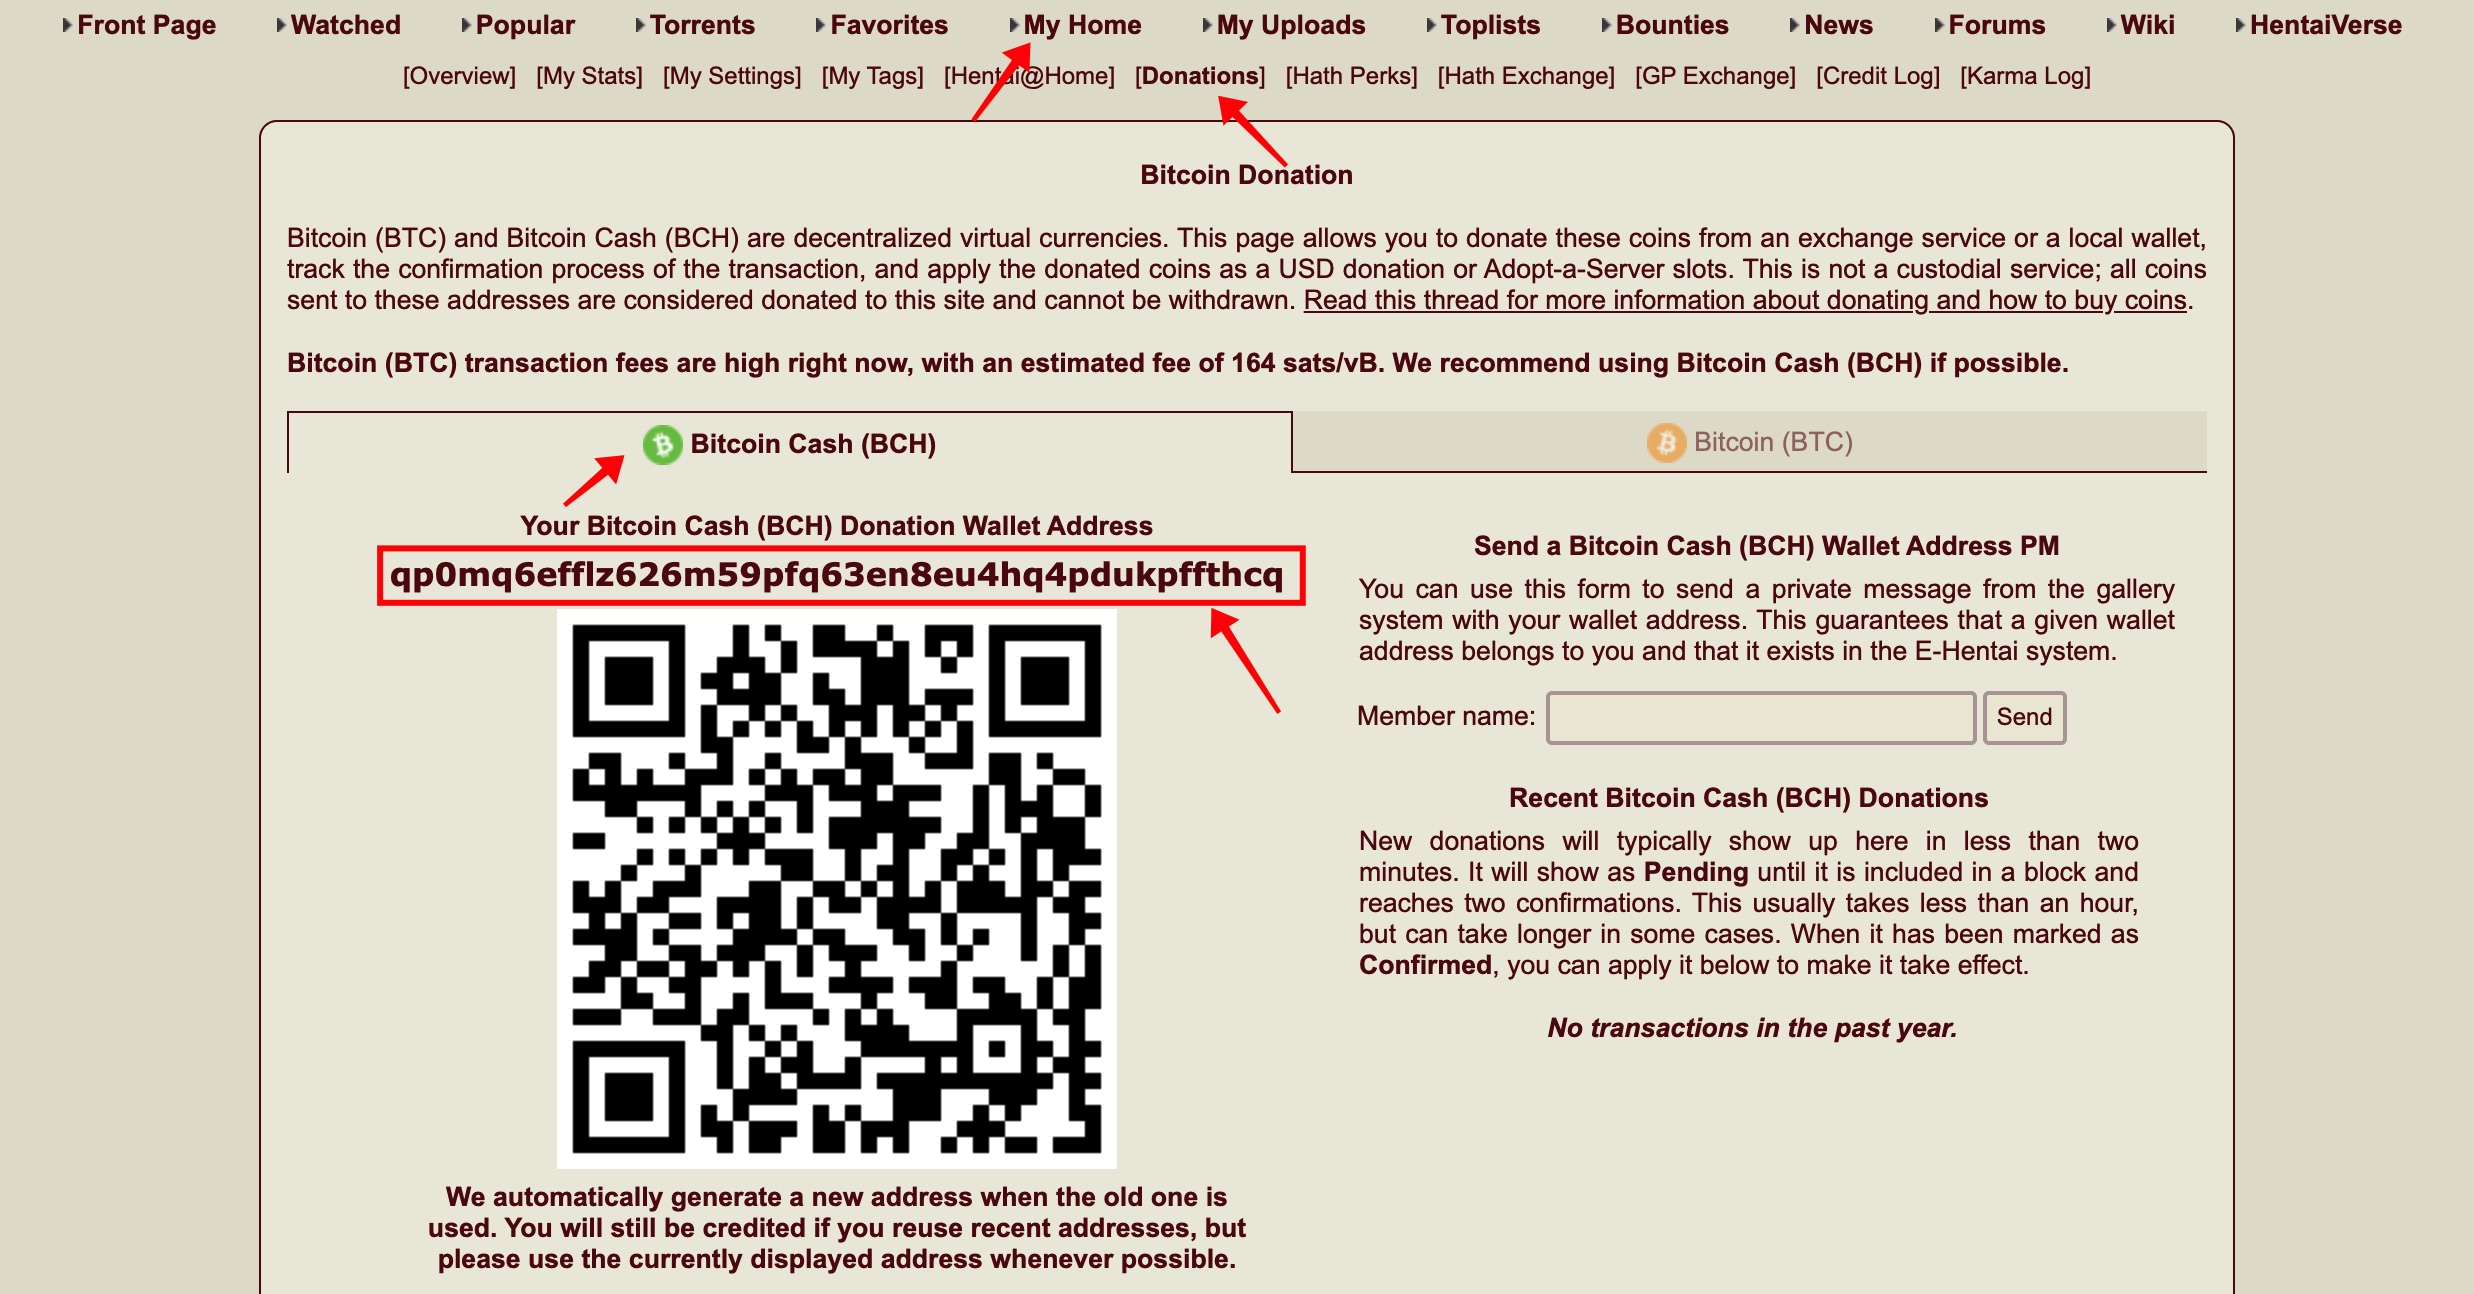 Front Page Watched Popular Torrents Favorites My Home My Uploads Toplists Bounties News Forums Wiki HentaiVerse
[Overview] [My Stats] [My Settings] [My Tags] [Hentai@Home] [Donations] [Hath Perks] [Hath Exchange] [GP Exchange] [Credit Log] [Karma Log]
Bitcoin Donation
Bitcoin (BTC) and Bitcoin Cash (BCH) are decentralized virtual currencies. This page allows you to donate these coins from an exchange service or a local wallet,
track the confirmation process of the transaction, and apply the donated coins as a USD donation or Adopt-a-Server slots. This is not a custodial service; all coins
sent to these addresses are considered donated to this site and cannot be withdrawn. Read this thread for more information about donating and how to buy coins.
Bitcoin (BTC) transaction fees are high right now, with an estimated fee of 164 sats/vB. We recommend using Bitcoin Cash (BCH) if possible.
Bitcoin Cash (BCH)
Bitcoin (BTC)
Your Bitcoin Cash (BCH) Donation Wallet Address
qp0mq6efflz626m59pfq63en8eu4hq4pdukpffthcq
We automatically generate a new address when the old one is
used. You will still be credited if you reuse recent addresses, but
please use the currently displayed address whenever possible.
Send a Bitcoin Cash (BCH) Wallet Address PM
You can use this form to send a private message from the gallery
system with your wallet address. This guarantees that a given wallet
address belongs to you and that it exists in the E-Hentai system.
Member name: Send
Recent Bitcoin Cash (BCH) Donations
New donations will typically show up here in less than two
minutes. It will show as Pending until it is included in a block and
reaches two confirmations. This usually takes less than an hour,
but can take longer in some cases. When it has been marked as
Confirmed, you can apply it below to make it take effect.
No transactions in the past year.